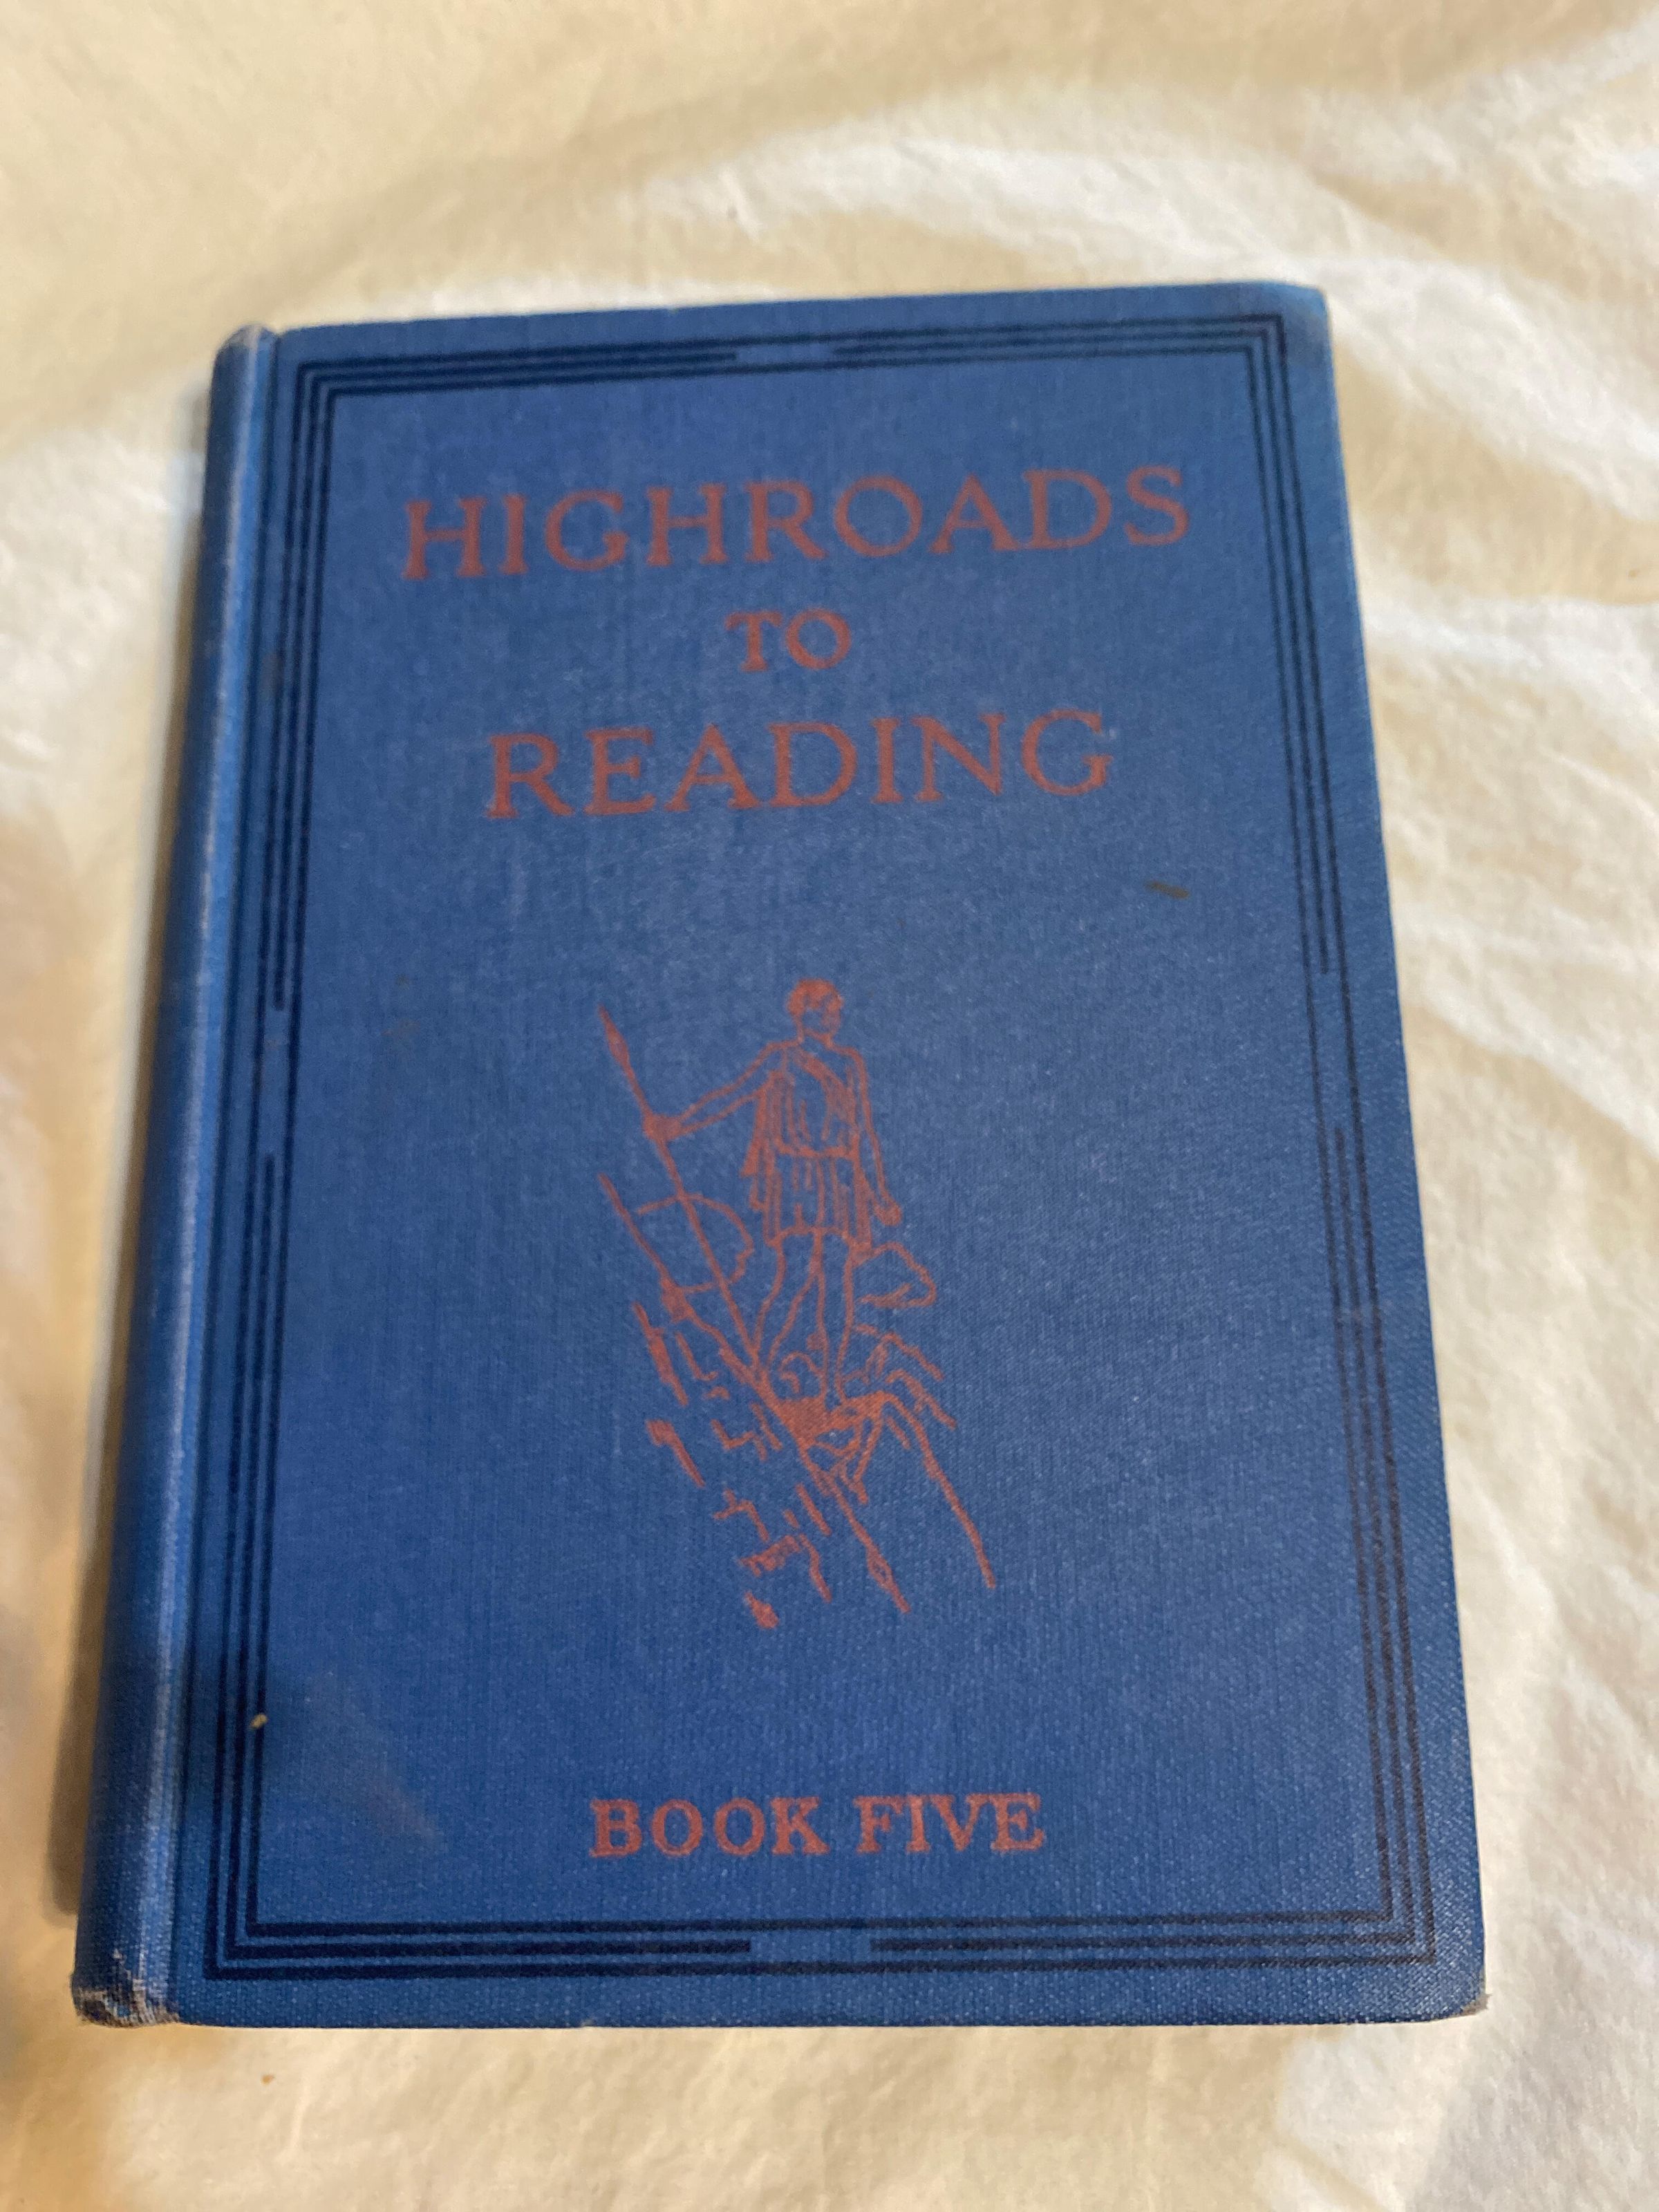 HIGHROADS
TO
READING
BOOK FIVE